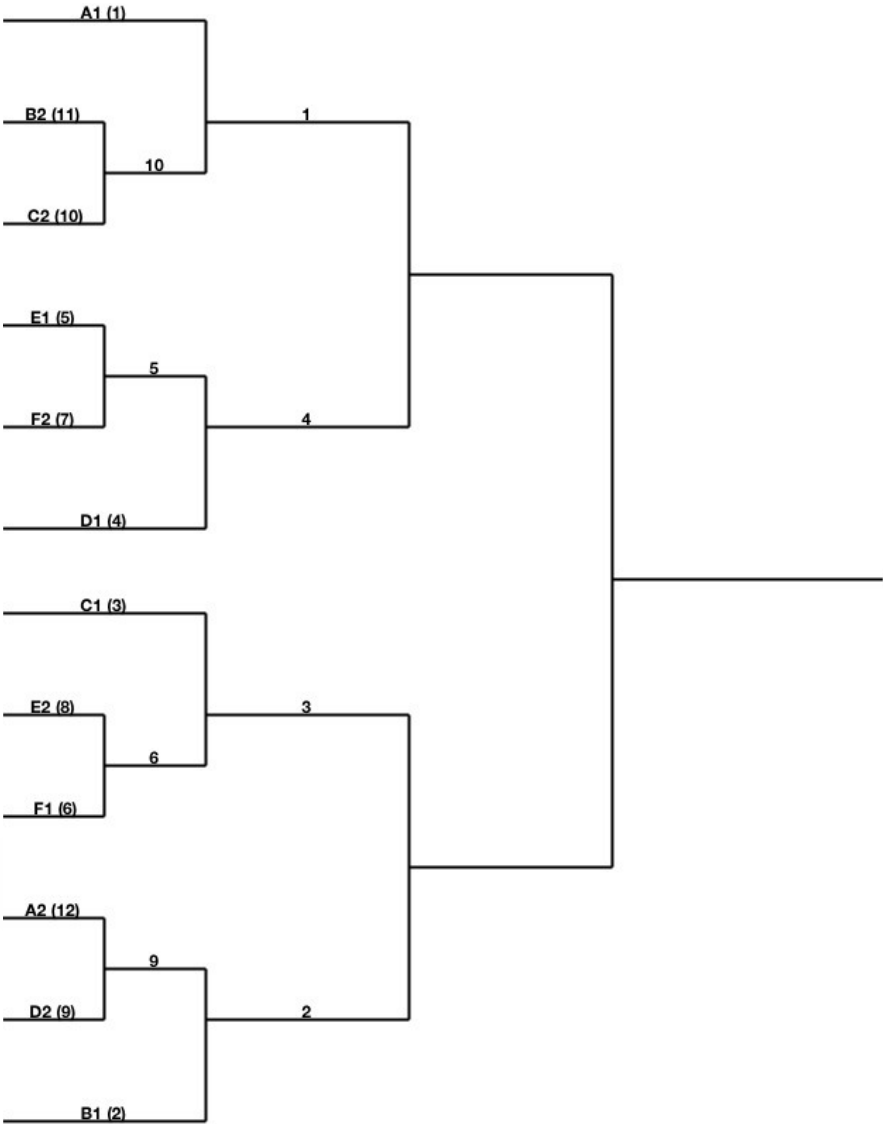 A1 (1)
B2 (11)
1
10
C2 (10)
E1 (5)
5
F2 (7)
4
D1 (4)
C1 (3)
E2 (8)
3
6
F1 (6)
A2 (12)
9
D2 (9)
2
B1 (2)